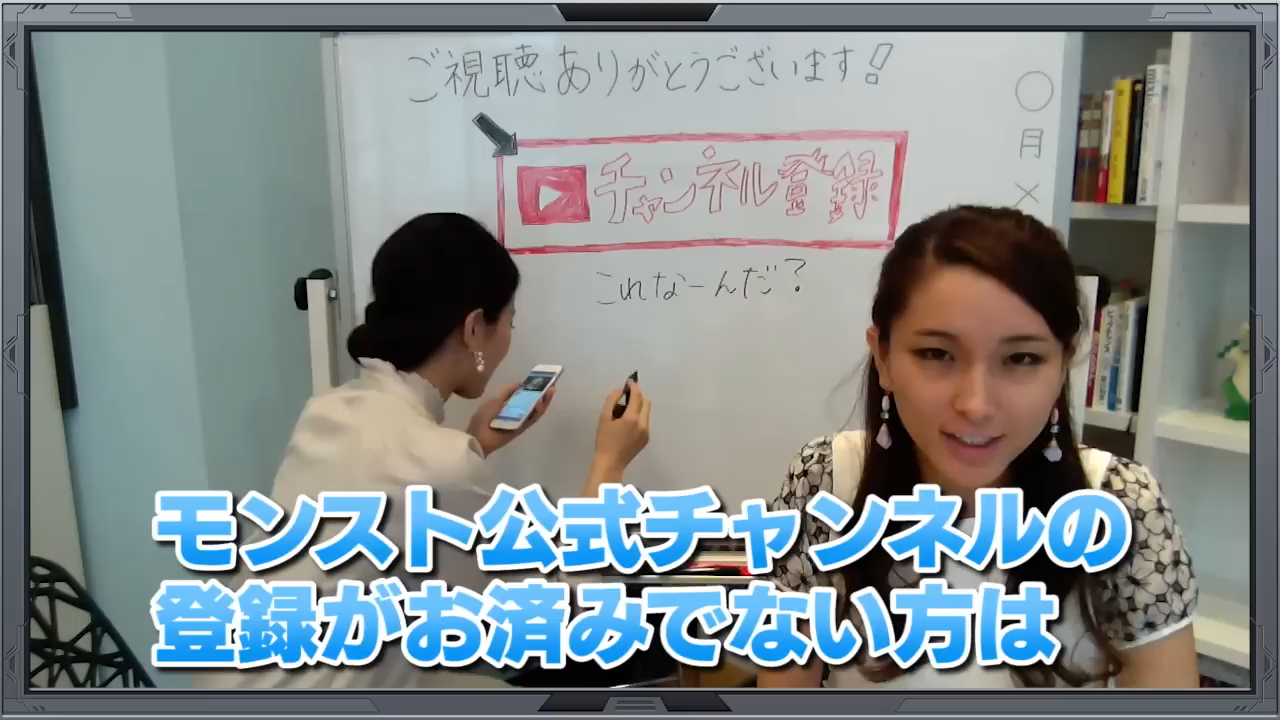 ご視聴ありがとうございます!
チャンネル登録
これなーんだ?
○
月
×
モンスト公式チャンネルの
登録がお済みでない方は